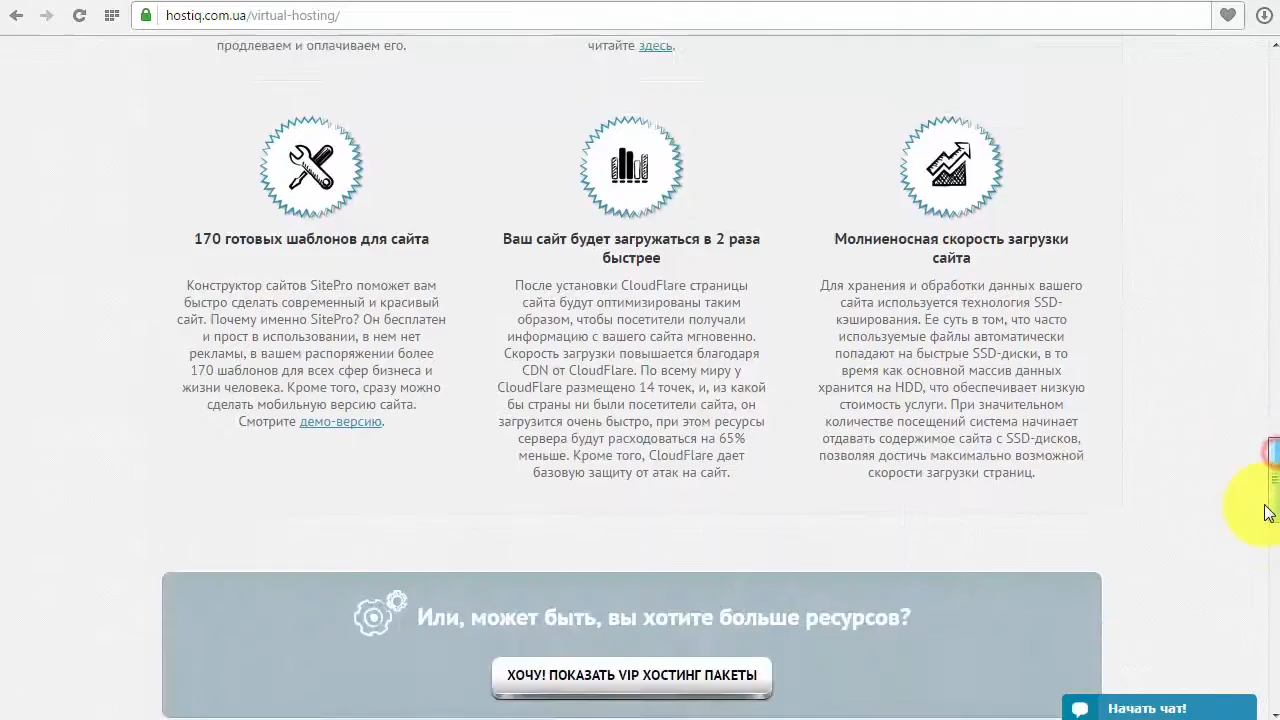 hostiq.com.ua/virtual-hosting/
продлеваем и оплачиваем его.
читайте здесь.
170 готовых шаблонов для сайта
Конструктор сайтов SitePro поможет вам
быстро сделать современный и красивый
сайт. Почему именно SitePro? Он бесплатен
и прост в использовании, в нем нет
рекламы, в вашем распоряжении более
170 шаблонов для всех сфер бизнеса и
жизни человека. Кроме того, сразу можно
сделать мобильную версию сайта.
Смотрите демо-версию.
Ваш сайт будет загружаться в 2 раза
быстрее
После установки CloudFlare страницы
сайта будут оптимизированы таким
образом, чтобы посетители получали
информацию с вашего сайта мгновенно.
Скорость загрузки повышается благодаря
CDN от CloudFlare. По всему миру у
CloudFlare размещено 14 точек, и, из какой
бы страны ни были посетители сайта, он
загрузится очень быстро, при этом ресурсы
сервера будут расходоваться на 65%
меньше. Кроме того, CloudFlare дает
базовую защиту от атак на сайт.
Молниеносная скорость загрузки
сайта
Для хранения и обработки данных вашего
сайта используется технология SSD-
кэширования. Ее суть в том, что часто
используемые файлы автоматически
попадают на быстрые SSD-диски, в то
время как основной массив данных
хранится на HDD, что обеспечивает низкую
стоимость услуги. При значительном
количестве посещений система начинает
отдавать содержимое сайта с SSD-дисков,
позволяя достичь максимально возможной
скорости загрузки страниц.
Или, может быть, вы хотите больше ресурсов?
ХОЧУ! ПОКАЗАТЬ VIP ХОСТИНГ ПАКЕТЫ
Начать чат!